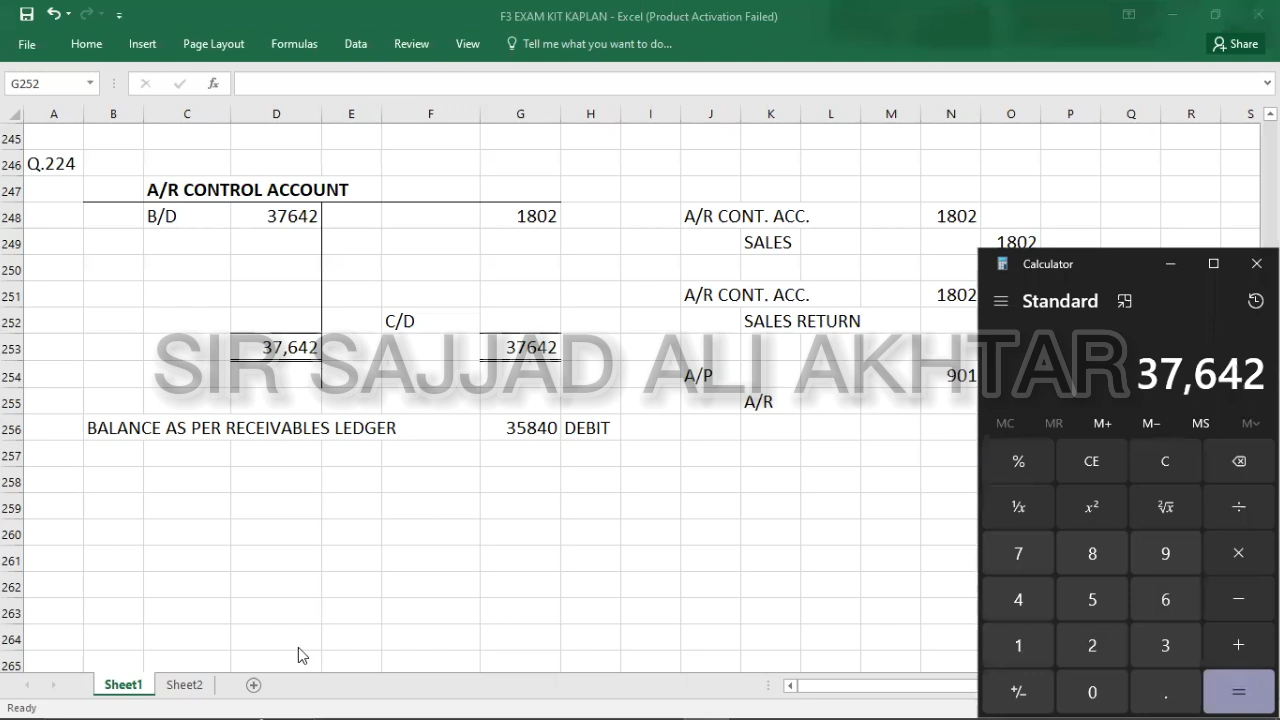 F3 EXAM KIT KAPLAN - Excel (Product Activation Failed)
File Home Insert Page Layout Formulas Data Review View Tell me what you want to do... Share
G252 fx
A B C D E F G H I J K L M N O P Q R S
245
246 Q.224
247 A/R CONTROL ACCOUNT
248 B/D 37642 1802 A/R CONT. ACC. 1802
249 SALES 1802
250
251 A/R CONT. ACC. 1802
252 C/D SALES RETURN
253 37,642 37642
254 A/P 901
255 A/R
256 BALANCE AS PER RECEIVABLES LEDGER 35840 DEBIT
257
258
259
260
261
262
263
264
265
SIR SAJJAD ALI AKHTAR
Calculator
Standard
37,642
MC MR M+ M− MS M˅
% CE C
¹/x x² ²√x ÷
7 8 9 ×
4 5 6 −
1 2 3 +
+/− 0 . =
Sheet1 Sheet2
Ready